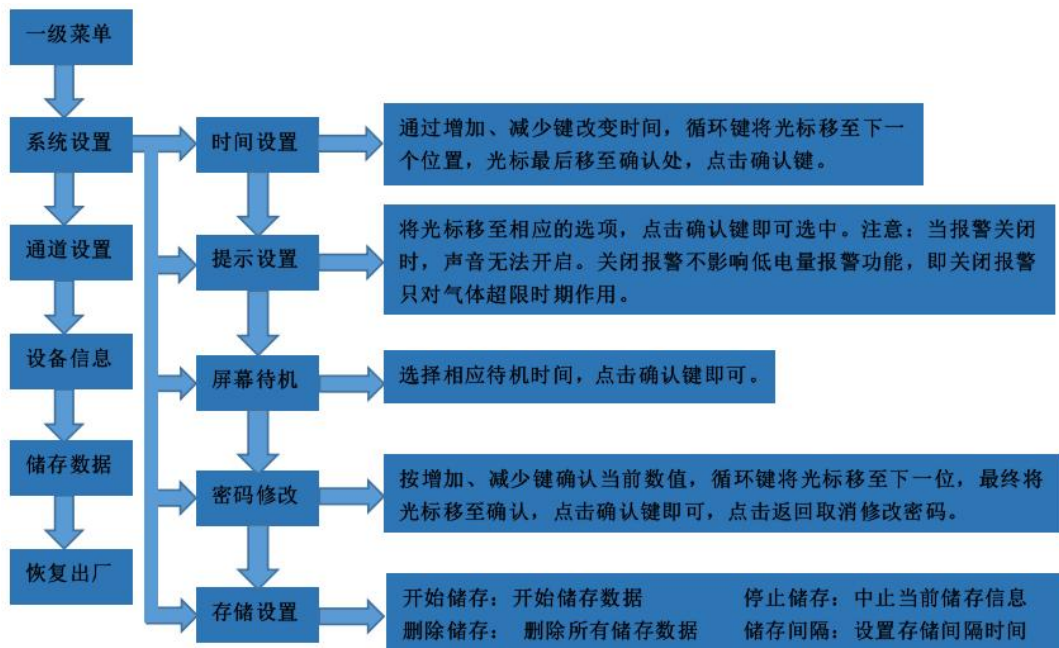 一级菜单
系统设置
时间设置
通过增加、减少键改变时间，循环键将光标移至下一
个位置，光标最后移至确认处，点击确认键。
通道设置
提示设置
将光标移至相应的选项，点击确认键即可选中。注意：当报警关闭
时，声音无法开启。关闭报警不影响低电量报警功能，即关闭报警
只对气体超限时期作用。
设备信息
屏幕待机
选择相应待机时间，点击确认键即可。
储存数据
密码修改
按增加、减少键确认当前数值，循环键将光标移至下一位，最终将
光标移至确认，点击确认键即可，点击返回取消修改密码。
恢复出厂
存储设置
开始储存：开始储存数据 停止储存：中止当前储存信息
删除储存： 删除所有储存数据 储存间隔：设置存储间隔时间